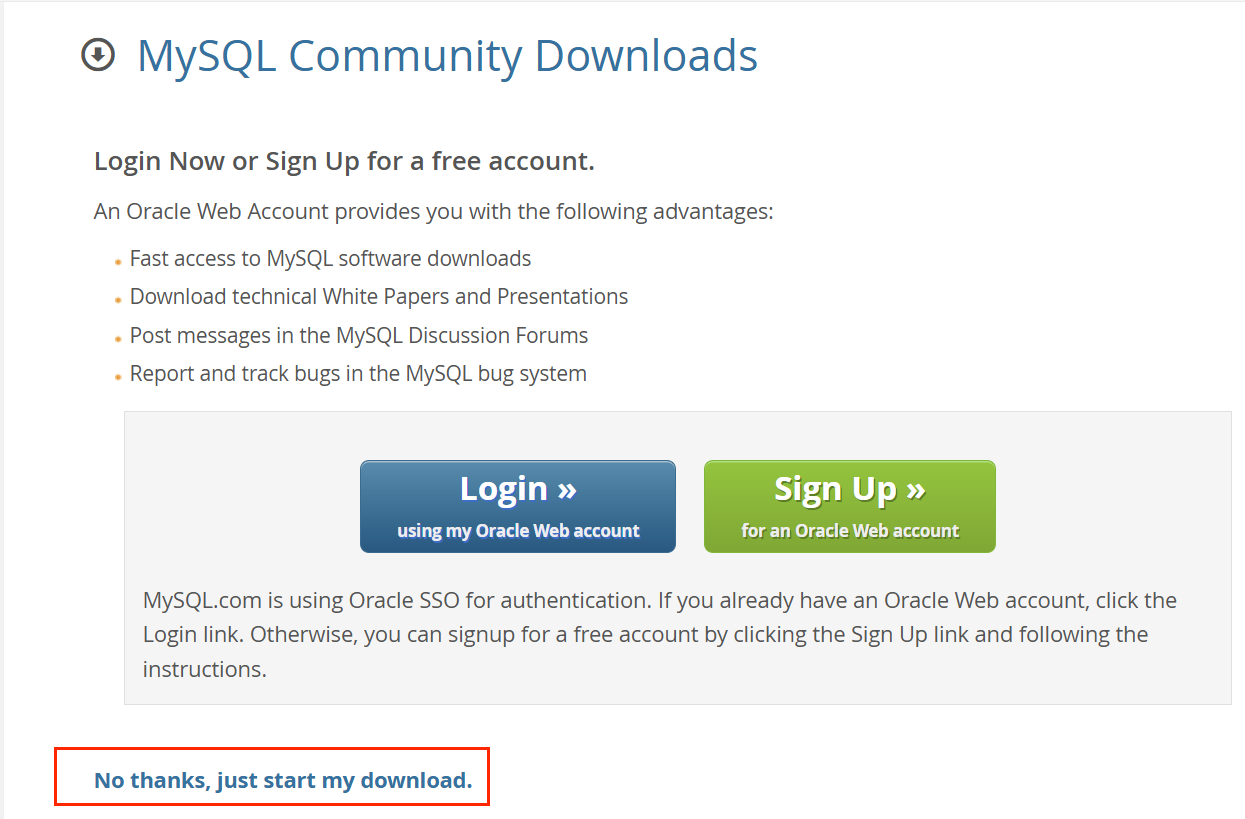 MySQL Community Downloads
Login Now or Sign Up for a free account.
An Oracle Web Account provides you with the following advantages:
Fast access to MySQL software downloads
Download technical White Papers and Presentations
Post messages in the MySQL Discussion Forums
Report and track bugs in the MySQL bug system
Login »
using my Oracle Web account
Sign Up »
for an Oracle Web account
MySQL.com is using Oracle SSO for authentication. If you already have an Oracle Web account, click the
Login link. Otherwise, you can signup for a free account by clicking the Sign Up link and following the
instructions.
No thanks, just start my download.